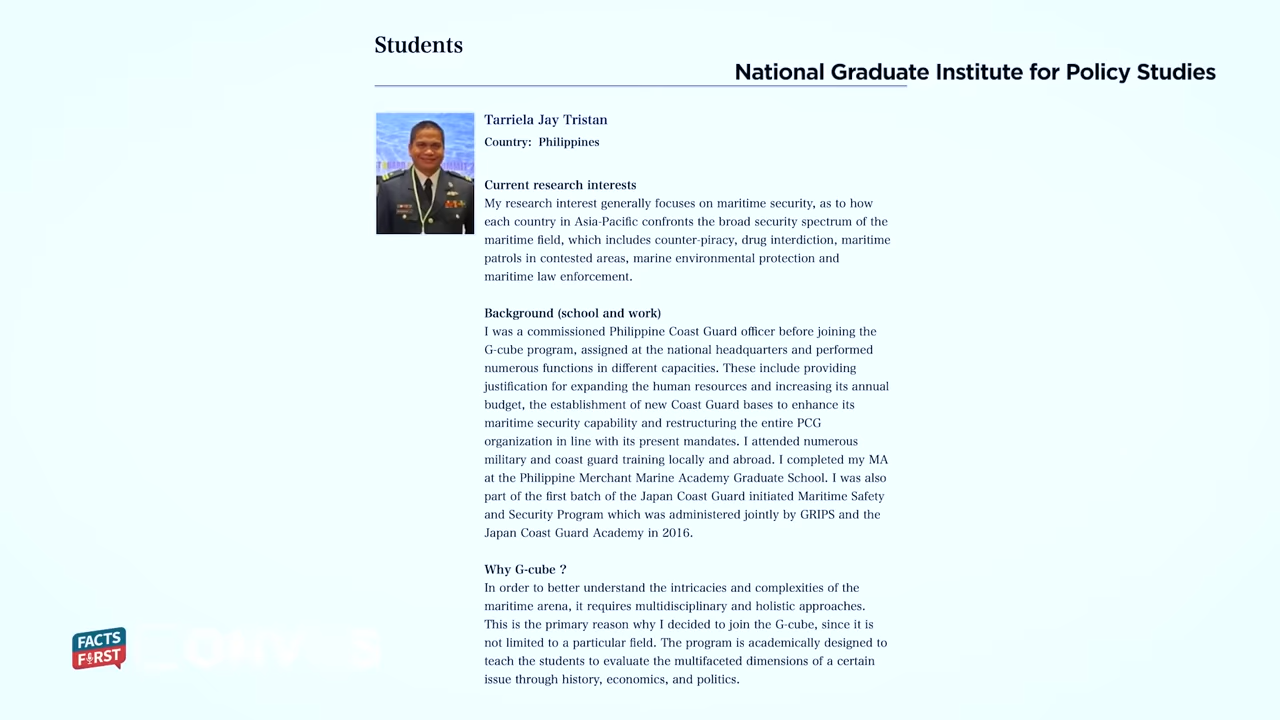 Students
National Graduate Institute for Policy Studies
Tarriela Jay Tristan
Country: Philippines
Current research interests
My research interest generally focuses on maritime security, as to how
each country in Asia-Pacific confronts the broad security spectrum of the
maritime field, which includes counter-piracy, drug interdiction, maritime
patrols in contested areas, marine environmental protection and
maritime law enforcement.
Background (school and work)
I was a commissioned Philippine Coast Guard officer before joining the
G-cube program, assigned at the national headquarters and performed
numerous functions in different capacities. These include providing
justification for expanding the human resources and increasing its annual
budget, the establishment of new Coast Guard bases to enhance its
maritime security capability and restructuring the entire PCG
organization in line with its present mandates. I attended numerous
military and coast guard training locally and abroad. I completed my MA
at the Philippine Merchant Marine Academy Graduate School. I was also
part of the first batch of the Japan Coast Guard initiated Maritime Safety
and Security Program which was administered jointly by GRIPS and the
Japan Coast Guard Academy in 2016.
Why G-cube ?
In order to better understand the intricacies and complexities of the
maritime arena, it requires multidisciplinary and holistic approaches.
This is the primary reason why I decided to join the G-cube, since it is
not limited to a particular field. The program is academically designed to
teach the students to evaluate the multifaceted dimensions of a certain
issue through history, economics, and politics.
FACTS
FIRST